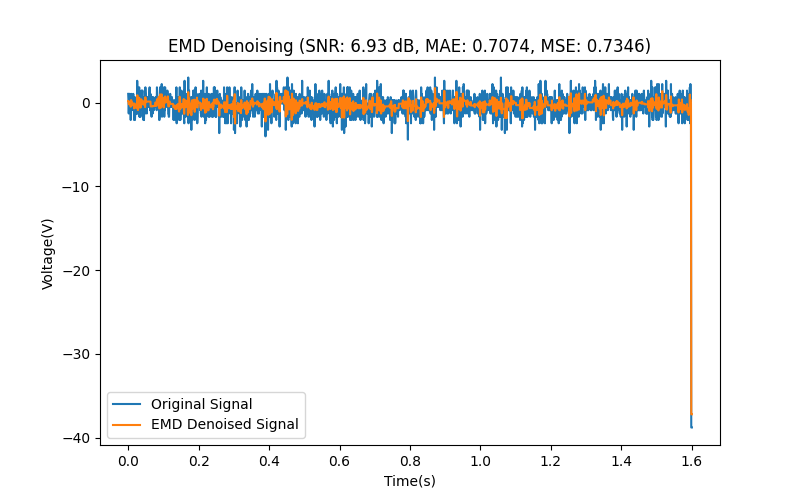 EMD Denoising (SNR: 6.93 dB, MAE: 0.7074, MSE: 0.7346)
Voltage(V)
0
−10
−20
−30
−40
Original Signal
EMD Denoised Signal
0.0 0.2 0.4 0.6 0.8 1.0 1.2 1.4 1.6
Time(s)